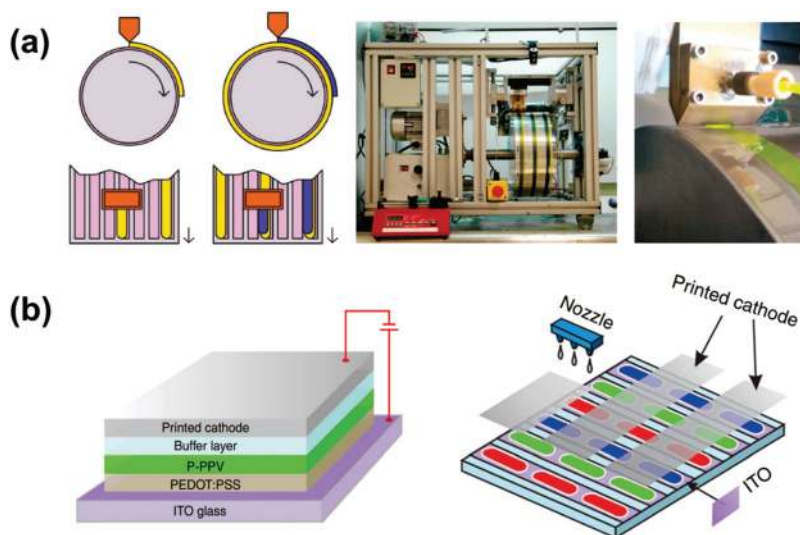 (a)
(b)
Nozzle
Printed cathode
Printed cathode
Buffer layer
P-PPV
PEDOT:PSS
ITO glass
ITO